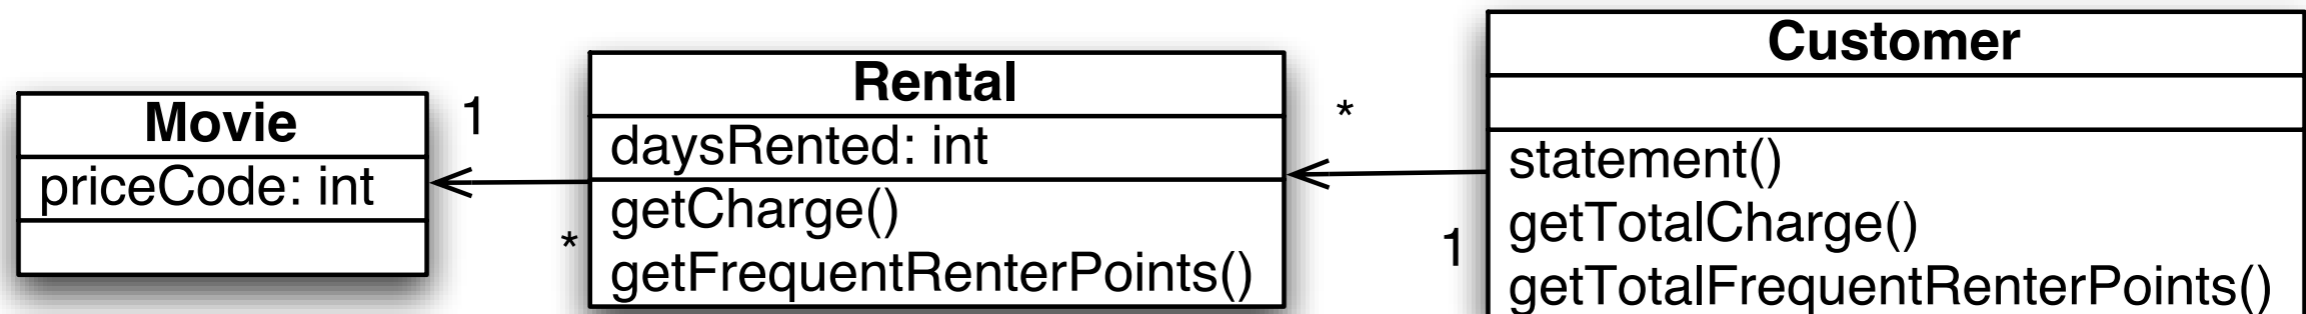 Movie
priceCode: int
1
*
Rental
daysRented: int
getCharge()
getFrequentRenterPoints()
*
1
Customer
statement()
getTotalCharge()
getTotalFrequentRenterPoints()